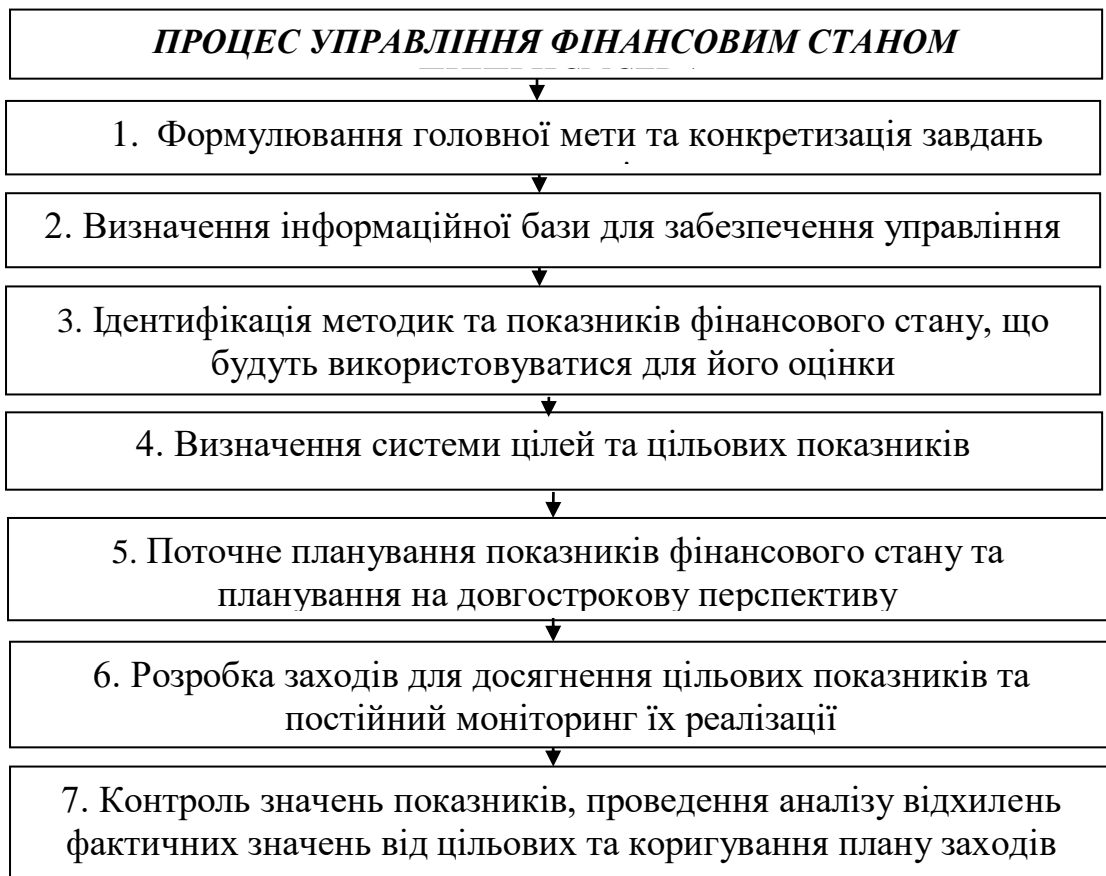 ПРОЦЕС УПРАВЛІННЯ ФІНАНСОВИМ СТАНОМ
1. Формулювання головної мети та конкретизація завдань
2. Визначення інформаційної бази для забезпечення управління
3. Ідентифікація методик та показників фінансового стану, що
будуть використовуватися для його оцінки
4. Визначення системи цілей та цільових показників
5. Поточне планування показників фінансового стану та
планування на довгострокову перспективу
6. Розробка заходів для досягнення цільових показників та
постійний моніторинг їх реалізації
7. Контроль значень показників, проведення аналізу відхилень
фактичних значень від цільових та коригування плану заходів